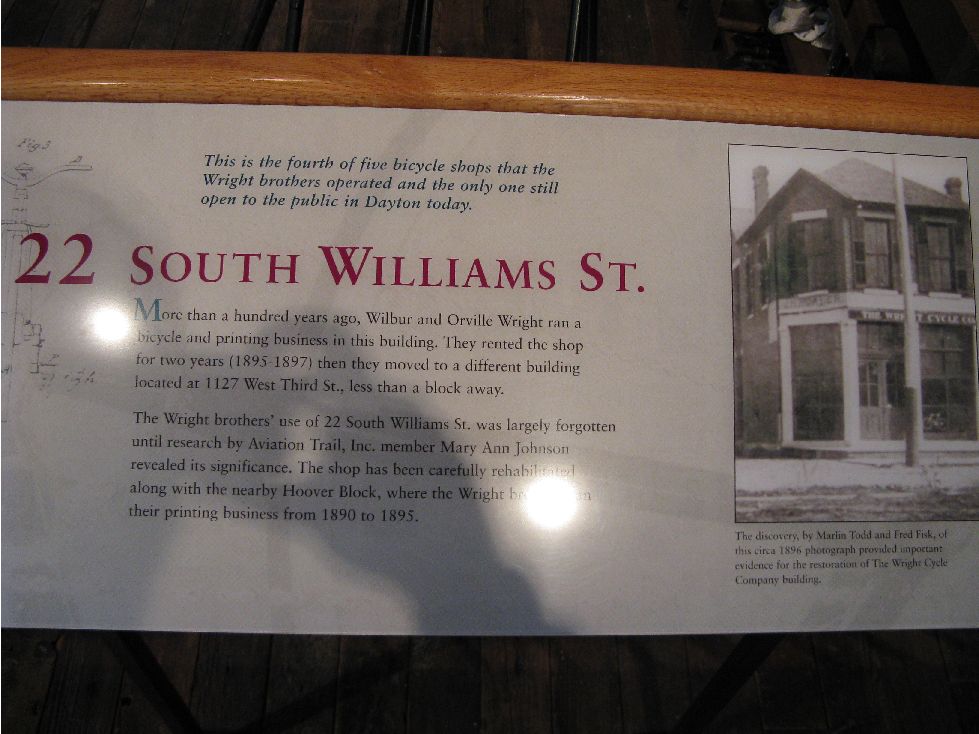 Fig 3
This is the fourth of five bicycle shops that the
Wright brothers operated and the only one still
open to the public in Dayton today.
22 SOUTH WILLIAMS ST.
More than a hundred years ago, Wilbur and Orville Wright ran a
bicycle and printing business in this building. They rented the shop
for two years (1895-1897) then they moved to a different building
located at 1127 West Third St., less than a block away.
The Wright brothers' use of 22 South Williams St. was largely forgotten
until research by Aviation Trail, Inc. member Mary Ann Johnson
revealed its significance. The shop has been carefully rehabilitated
along with the nearby Hoover Block, where the Wright
their printing business from 1890 to 1895.
THE WRIGHT CYCLE CO
The discovery, by Marlin Todd and Fred Fisk, of
this circa 1896 photograph provided important
evidence for the restoration of The Wright Cycle
Company building.